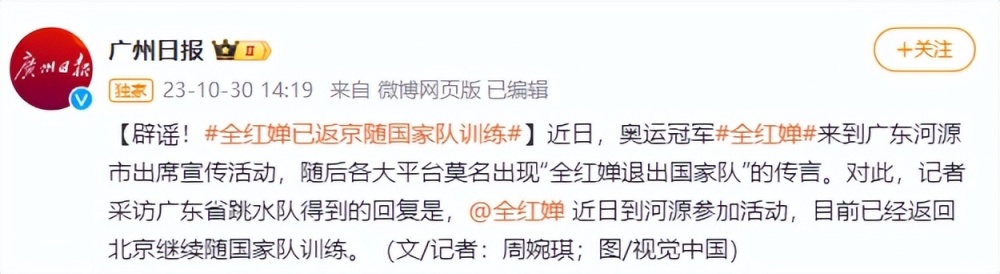 廣州日报
广州日报 II
+关注
独家 23-10-30 14:19 来自 微博网页版 已编辑
【辟谣！#全红婵已返京随国家队训练#】近日，奥运冠军#全红婵#来到广东河源
市出席宣传活动，随后各大平台莫名出现“全红婵退出国家队”的传言。对此，记者
采访广东省跳水队得到的回复是，@全红婵 近日到河源参加活动，目前已经返回
北京继续随国家队训练。（文/记者：周婉琪；图/视觉中国）